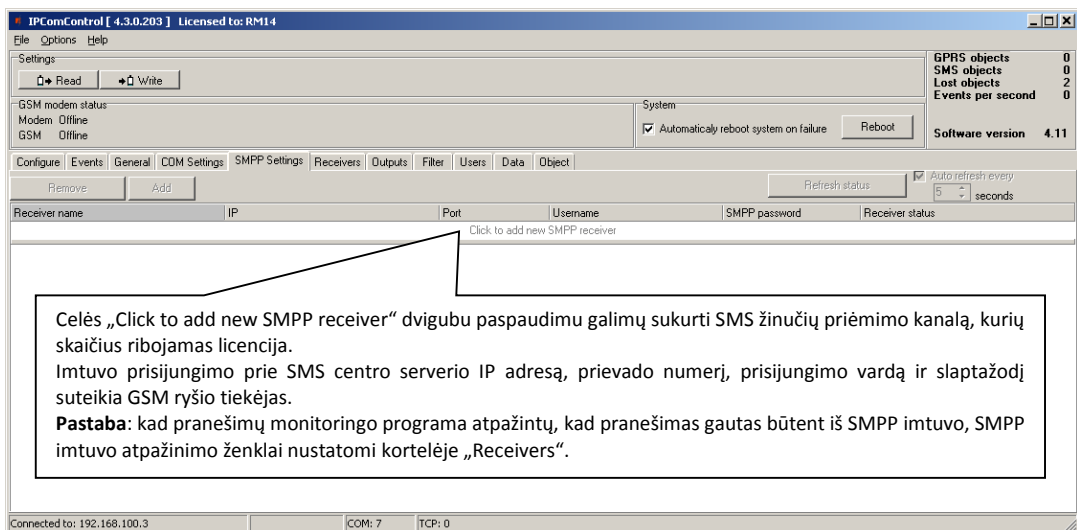 IPComControl [ 4.3.0.203 ] Licensed to: RM14
File Options Help
Settings
Read Write
GPRS objects 0
SMS objects 0
Lost objects 2
Events per second 0
GSM modem status
Modem Offline
GSM Offline
System
Automaticaly reboot system on failure Reboot
Software version 4.11
Configure Events General COM Settings SMPP Settings Receivers Outputs Filter Users Data Object
Remove Add Refresh status
Auto refresh every
5 seconds
Receiver name IP Port Username SMPP password Receiver status
Click to add new SMPP receiver
Celės „Click to add new SMPP receiver“ dvigubu paspaudimu galimų sukurti SMS žinučių priėmimo kanalą, kurių
skaičius ribojamas licencija.
Imtuvo prisijungimo prie SMS centro serverio IP adresą, prievado numerį, prisijungimo vardą ir slaptažodį
suteikia GSM ryšio tiekėjas.
Pastaba: kad pranešimų monitoringo programa atpažintų, kad pranešimas gautas būtent iš SMPP imtuvo, SMPP
imtuvo atpažinimo ženklai nustatomi kortelėje „Receivers“.
Connected to: 192.168.100.3 COM: 7 TCP: 0